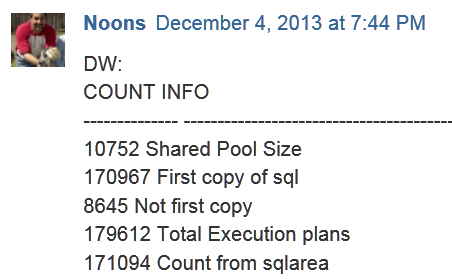 Noons December 4, 2013 at 7:44 PM
DW:
COUNT INFO
-------------- ----------------------------------------
10752 Shared Pool Size
170967 First copy of sql
8645 Not first copy
179612 Total Execution plans
171094 Count from sqlarea